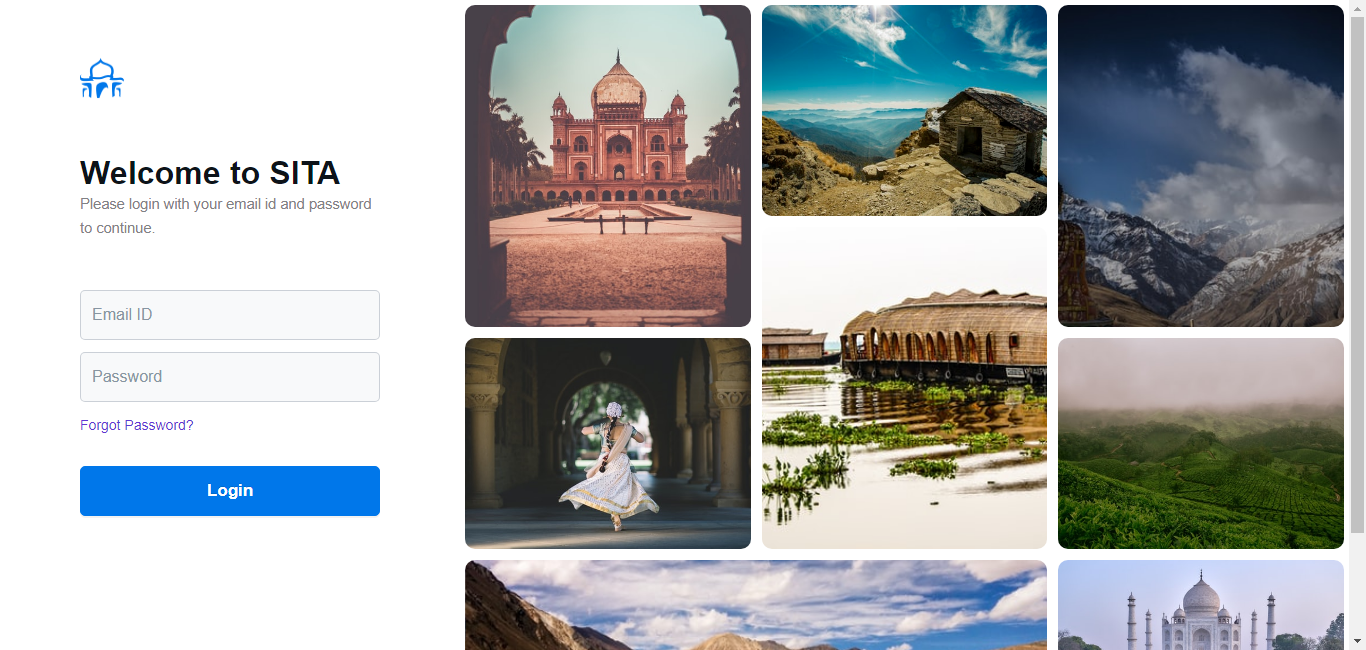 Welcome to SITA
Please login with your email id and password
to continue.
Email ID
Password
Forgot Password?
Login